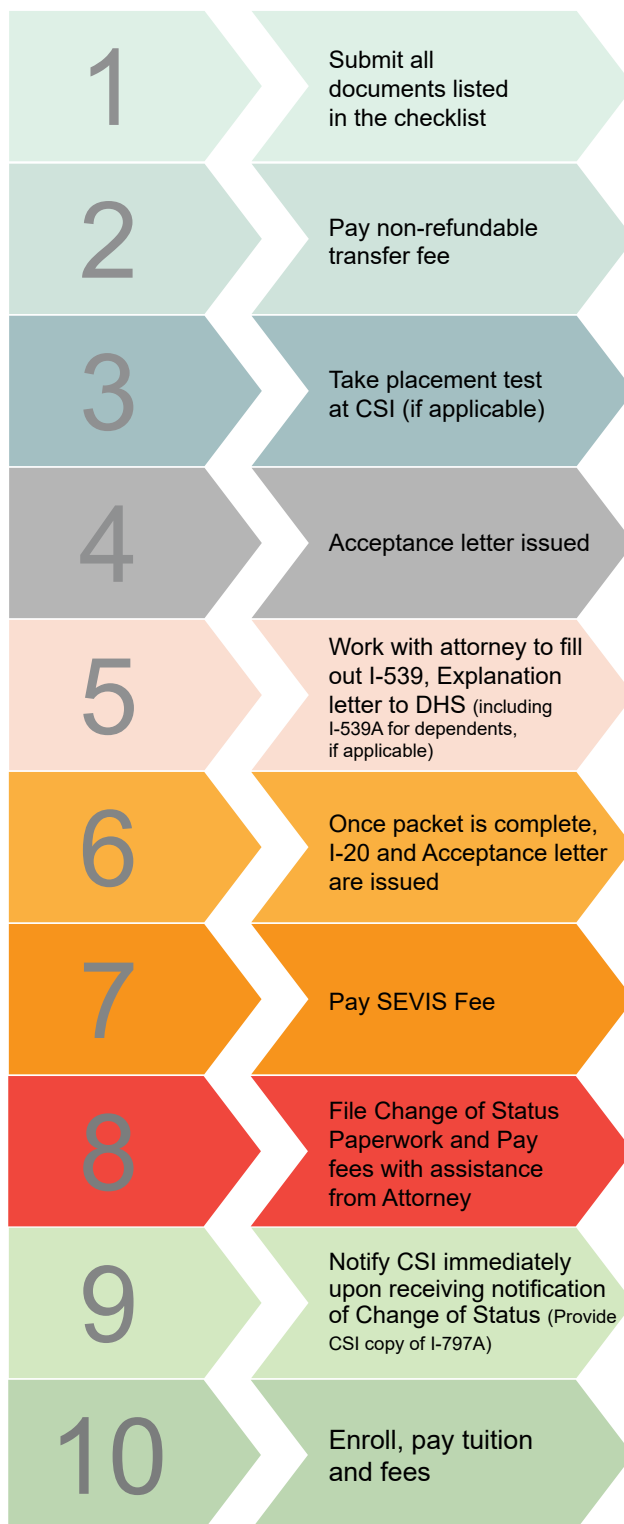 1
Submit all
documents listed
in the checklist
2
Pay non-refundable
transfer fee
3
Take placement test
at CSI (if applicable)
4
Acceptance letter issued
5
Work with attorney to fill
out I-539, Explanation
letter to DHS (including
I-539A for dependents,
if applicable)
6
Once packet is complete,
I-20 and Acceptance letter
are issued
7
Pay SEVIS Fee
8
File Change of Status
Paperwork and Pay
fees with assistance
from Attorney
9
Notify CSI immediately
upon receiving notification
of Change of Status (Provide
CSI copy of I-797A)
10
Enroll, pay tuition
and fees